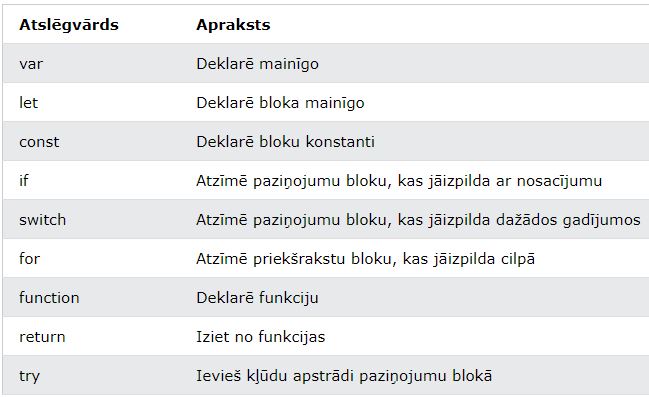 Atslēgvārds Apraksts
var Deklarē mainīgo
let Deklarē bloka mainīgo
const Deklarē bloku konstanti
if Atzīmē paziņojumu bloku, kas jāizpilda ar nosacījumu
switch Atzīmē paziņojumu bloku, kas jāizpilda dažādos gadījumos
for Atzīmē priekšrakstu bloku, kas jāizpilda cilpā
function Deklarē funkciju
return Iziet no funkcijas
try Ievieš kļūdu apstrādi paziņojumu blokā